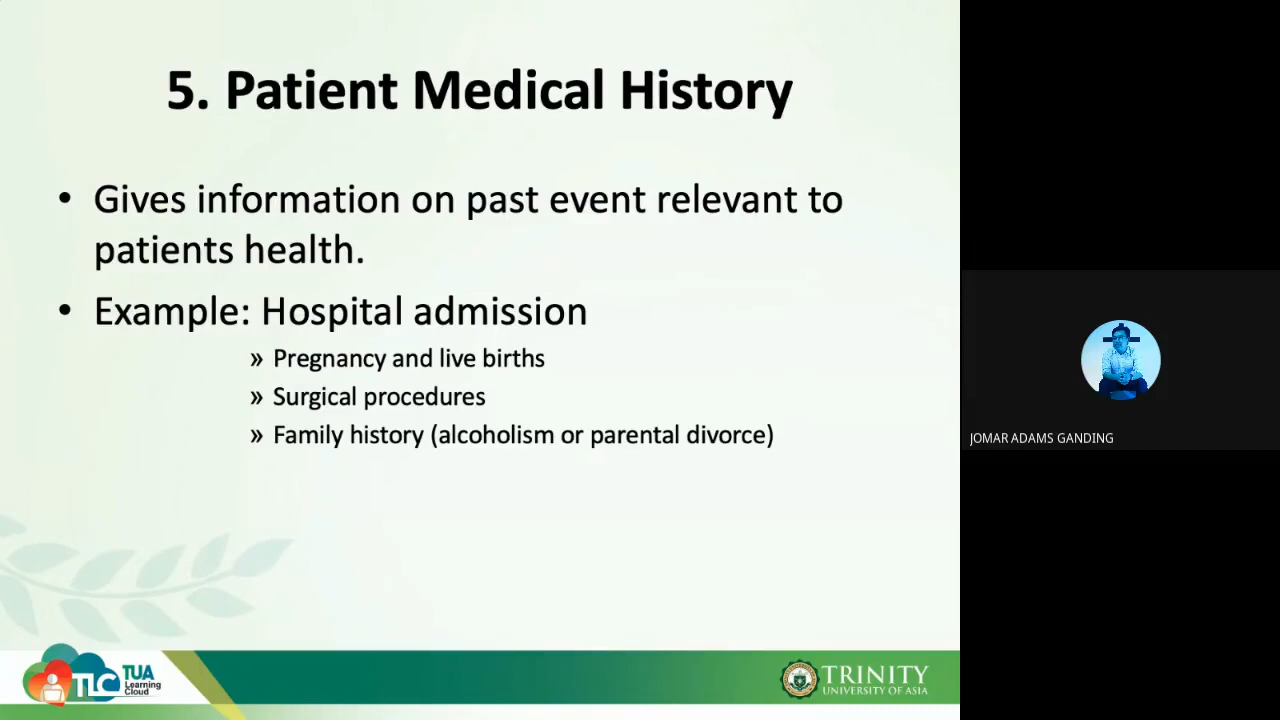 5. Patient Medical History
• Gives information on past event relevant to
patients health.
• Example: Hospital admission
» Pregnancy and live births
» Surgical procedures
» Family history (alcoholism or parental divorce)
JOMAR ADAMS GANDING
TLC
TUA
Learning
Cloud
TRINITY
UNIVERSITY OF ASIA